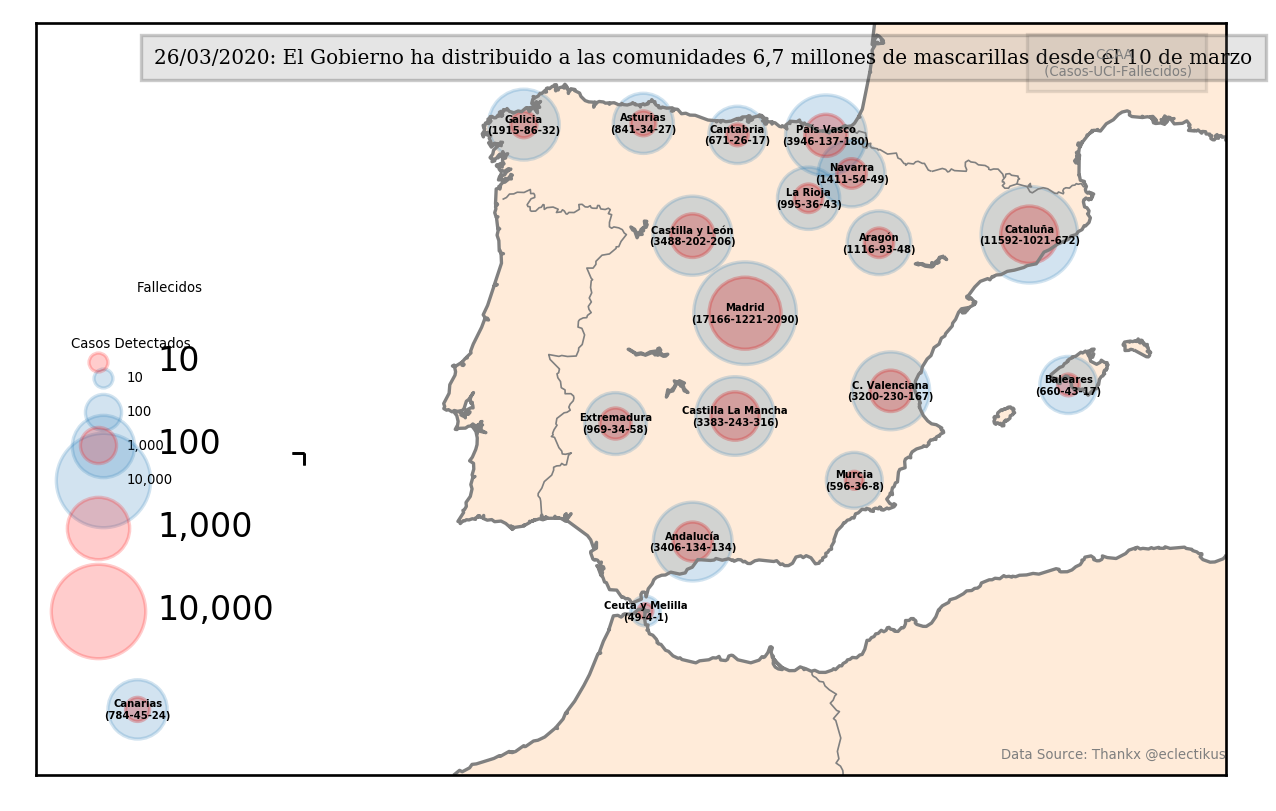 26/03/2020: El Gobierno ha distribuido a las comunidades 6,7 millones de mascarillas desde el 10 de marzo
CCAA
(Casos-UCI-Fallecidos)
Galicia
(1915-86-32)
Asturias
(841-34-27)
Cantabria
(671-26-17)
País Vasco
(3946-137-180)
Navarra
(1411-54-49)
La Rioja
(995-36-43)
Castilla y León
(3488-202-206)
Aragón
(1116-93-48)
Cataluña
(11592-1021-672)
Madrid
(17166-1221-2090)
Fallecidos
Casos Detectados
10
10
100
100
1,000
10,000
1,000
10,000
C. Valenciana
(3200-230-167)
Baleares
(660-43-17)
Extremadura
(969-34-58)
Castilla La Mancha
(3383-243-316)
Murcia
(596-36-8)
Andalucía
(3406-134-134)
Ceuta y Melilla
(49-4-1)
Canarias
(784-45-24)
Data Source: Thankx @eclectikus